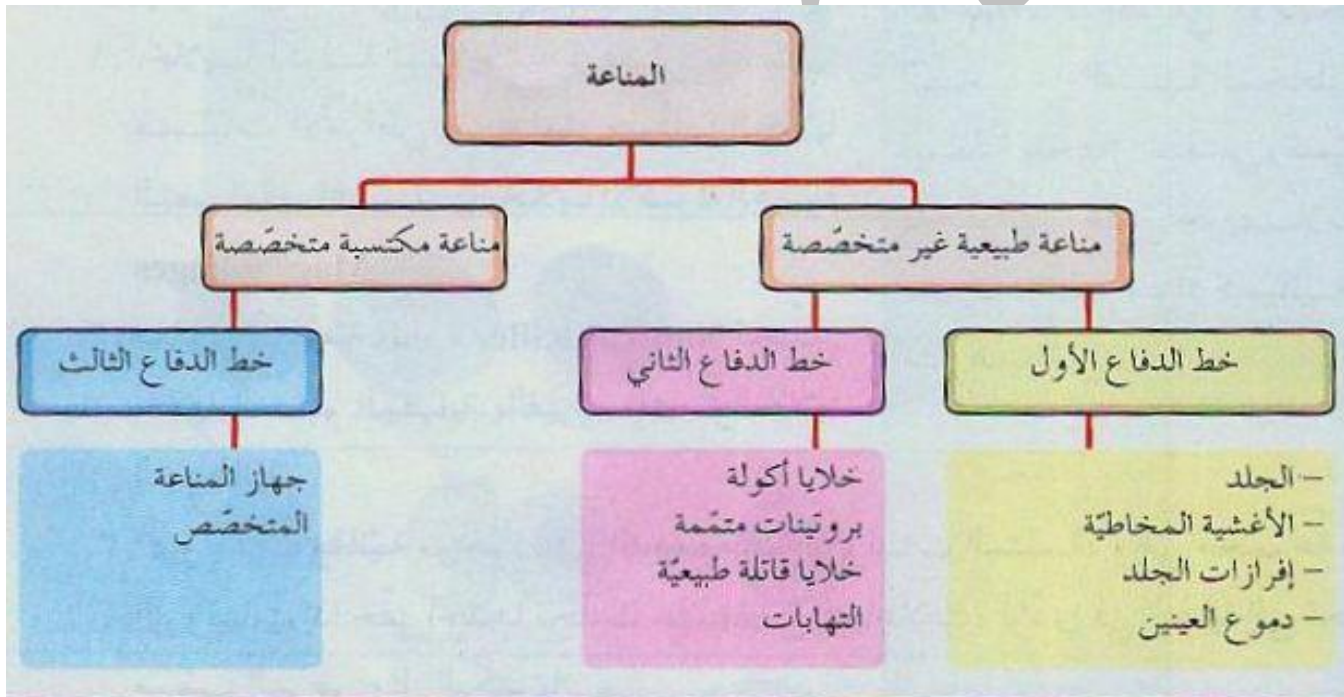 المناعة
مناعة طبيعية غير متخصّصة
مناعة مكتسبة متخصّصة
خط الدفاع الأول
خط الدفاع الثاني
خط الدفاع الثالث
– الجلد
– الأغشية المخاطيّة
– إفرازات الجلد
– دموع العينين
خلايا أكولة
بروتينات متمّمة
خلايا قاتلة طبيعيّة
التهابات
جهاز المناعة
المتخصّص